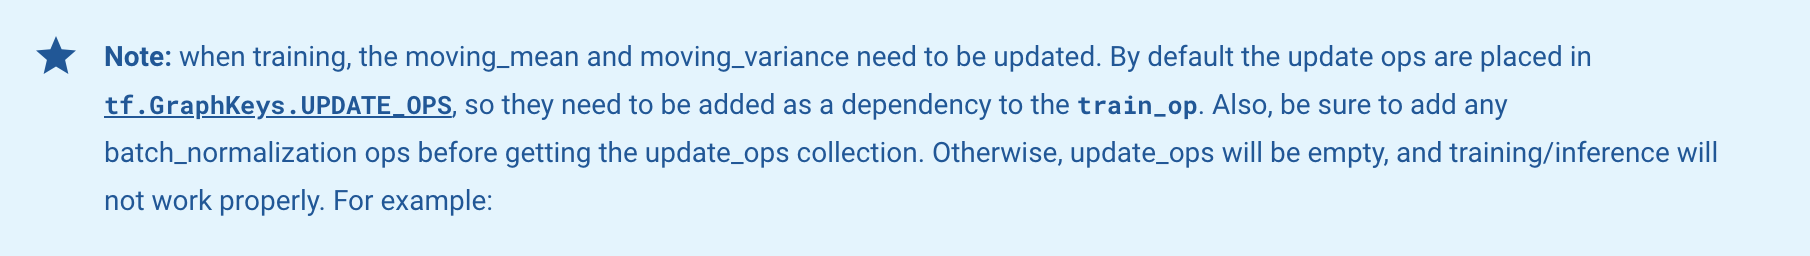 Note: when training, the moving_mean and moving_variance need to be updated. By default the update ops are placed in
tf.GraphKeys.UPDATE_OPS, so they need to be added as a dependency to the train_op. Also, be sure to add any
batch_normalization ops before getting the update_ops collection. Otherwise, update_ops will be empty, and training/inference will
not work properly. For example: